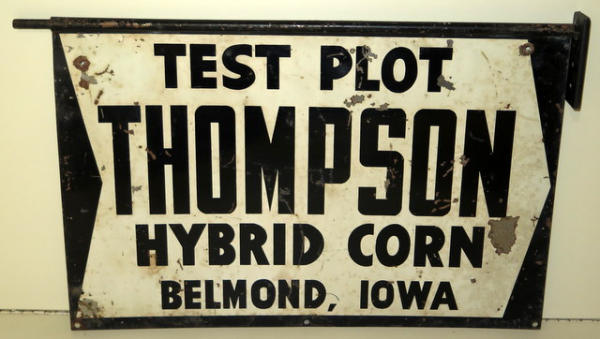 TEST PLOT
THOMPSON
HYBRID CORN
BELMOND, IOWA